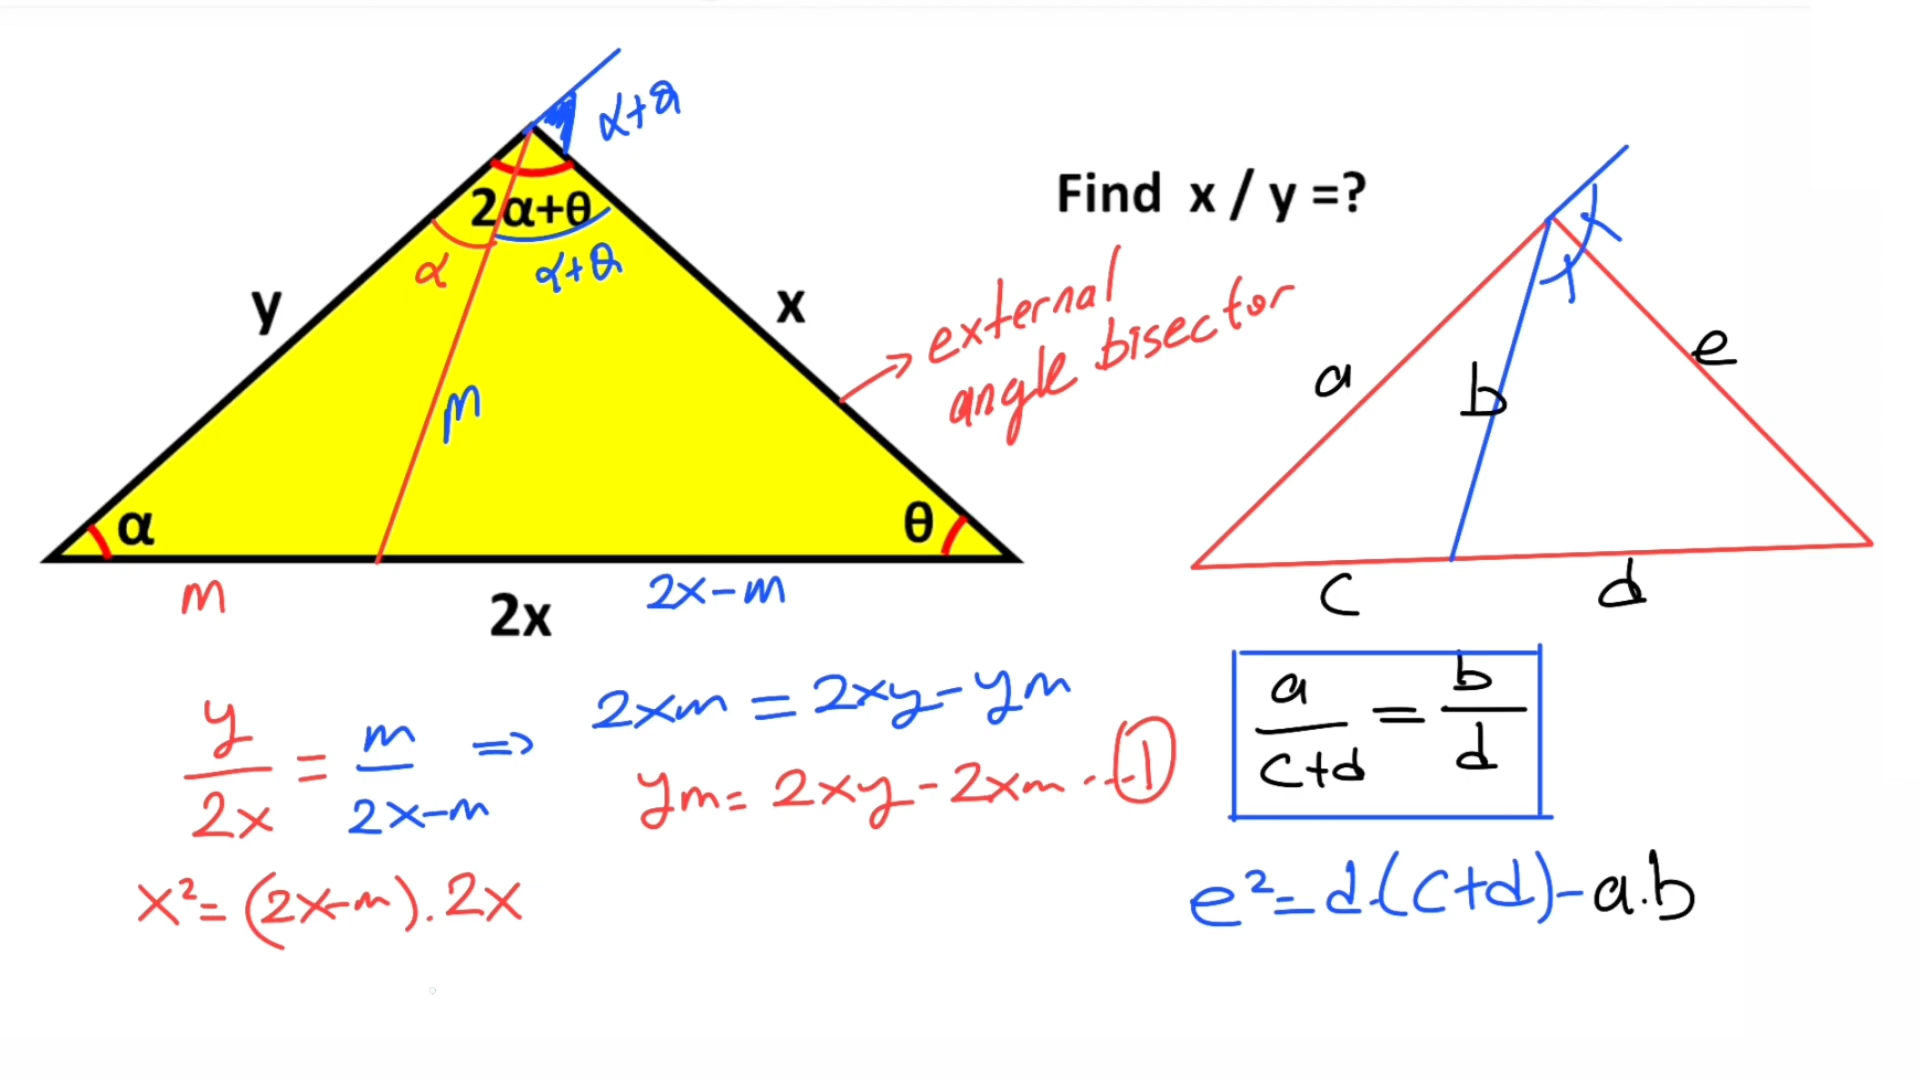 α+θ
2α+θ
α
α+θ
y
x
m
α
θ
m
2x-m
2x
Find x / y =?
external
angle bisector
a
b
e
c
d
y/2x = m/2x-m => 2xm = 2xy-ym
ym= 2xy-2xm---①
x²= (2x-m).2x
a/c+d = b/d
e²= d.(c+d)-a.b